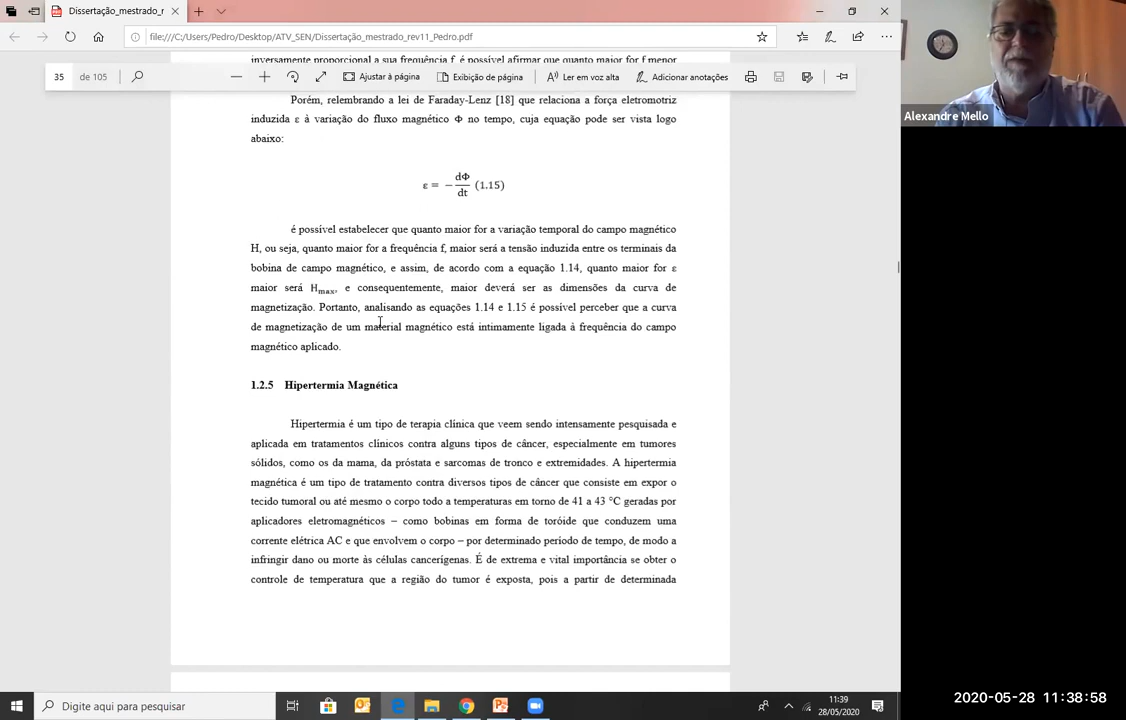 Dissertação_mestrado_r
file:///C:/Users/Pedro/Desktop/ATV_SEN/Dissertação_mestrado_rev11_Pedro.pdf
35 de 105
Ajustar à página
Exibição de página
Ler em voz alta
Adicionar anotações
Alexandre Mello
inversamente proporcional a sua frequência f, é possível afirmar que quanto maior for f menor
Porém, relembrando a lei de Faraday-Lenz [18] que relaciona a força eletromotriz
induzida ε à variação do fluxo magnético Φ no tempo, cuja equação pode ser vista logo
abaixo:
ε = − dΦ/dt (1.15)
é possível estabelecer que quanto maior for a variação temporal do campo magnético
H, ou seja, quanto maior for a frequência f, maior será a tensão induzida entre os terminais da
bobina de campo magnético, e assim, de acordo com a equação 1.14, quanto maior for ε
maior será Hmax, e consequentemente, maior deverá ser as dimensões da curva de
magnetização. Portanto, analisando as equações 1.14 e 1.15 é possível perceber que a curva
de magnetização de um material magnético está intimamente ligada à frequência do campo
magnético aplicado.
1.2.5 Hipertermia Magnética
Hipertermia é um tipo de terapia clínica que veem sendo intensamente pesquisada e
aplicada em tratamentos clínicos contra alguns tipos de câncer, especialmente em tumores
sólidos, como os da mama, da próstata e sarcomas de tronco e extremidades. A hipertermia
magnética é um tipo de tratamento contra diversos tipos de câncer que consiste em expor o
tecido tumoral ou até mesmo o corpo todo a temperaturas em torno de 41 a 43 °C geradas por
aplicadores eletromagnéticos – como bobinas em forma de toróide que conduzem uma
corrente elétrica AC e que envolvem o corpo – por determinado período de tempo, de modo a
infringir dano ou morte às células cancerígenas. É de extrema e vital importância se obter o
controle de temperatura que a região do tumor é exposta, pois a partir de determinada
Digite aqui para pesquisar
11:39
28/05/2020
2020-05-28 11:38:58